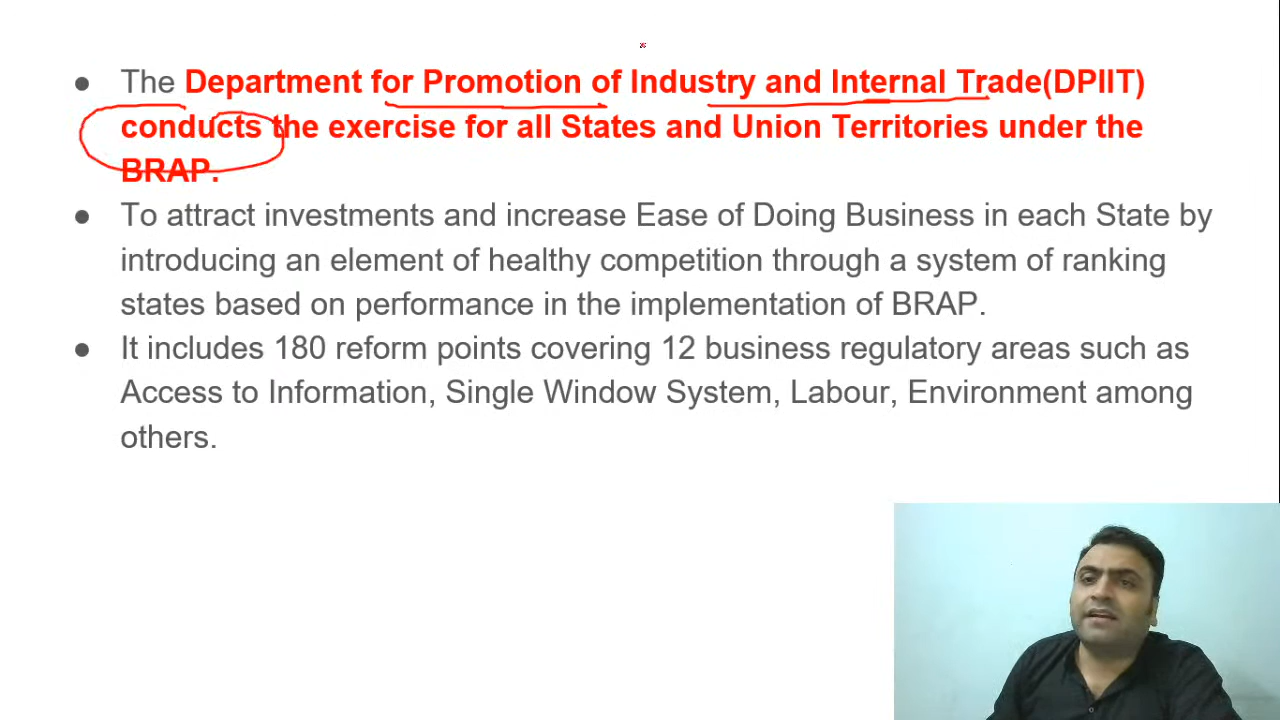 ● The Department for Promotion of Industry and Internal Trade(DPIIT)
conducts the exercise for all States and Union Territories under the
BRAP.
● To attract investments and increase Ease of Doing Business in each State by
introducing an element of healthy competition through a system of ranking
states based on performance in the implementation of BRAP.
● It includes 180 reform points covering 12 business regulatory areas such as
Access to Information, Single Window System, Labour, Environment among
others.